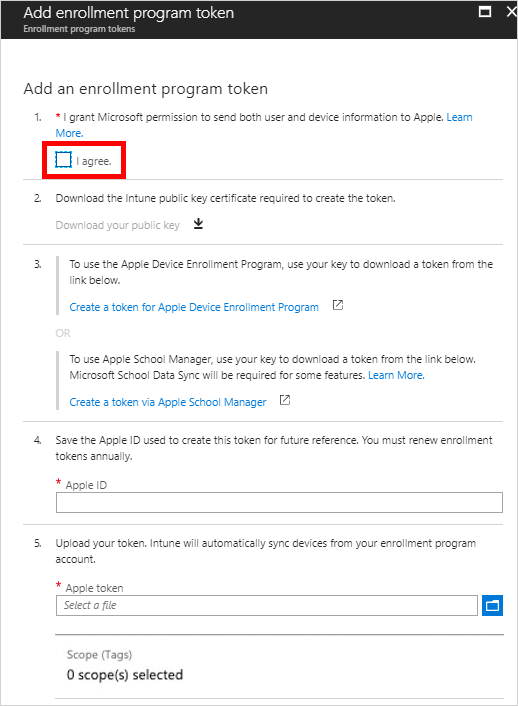 Add enrollment program token
Enrollment program tokens
Add an enrollment program token
1. * I grant Microsoft permission to send both user and device information to Apple. Learn
More.
I agree.
2. Download the Intune public key certificate required to create the token.
Download your public key
3. To use the Apple Device Enrollment Program, use your key to download a token from the
link below.
Create a token for Apple Device Enrollment Program
OR
To use Apple School Manager, use your key to download a token from the link below.
Microsoft School Data Sync will be required for some features. Learn More.
Create a token via Apple School Manager
4. Save the Apple ID used to create this token for future reference. You must renew enrollment
tokens annually.
* Apple ID
5. Upload your token. Intune will automatically sync devices from your enrollment program
account.
* Apple token
Select a file
Scope (Tags)
0 scope(s) selected